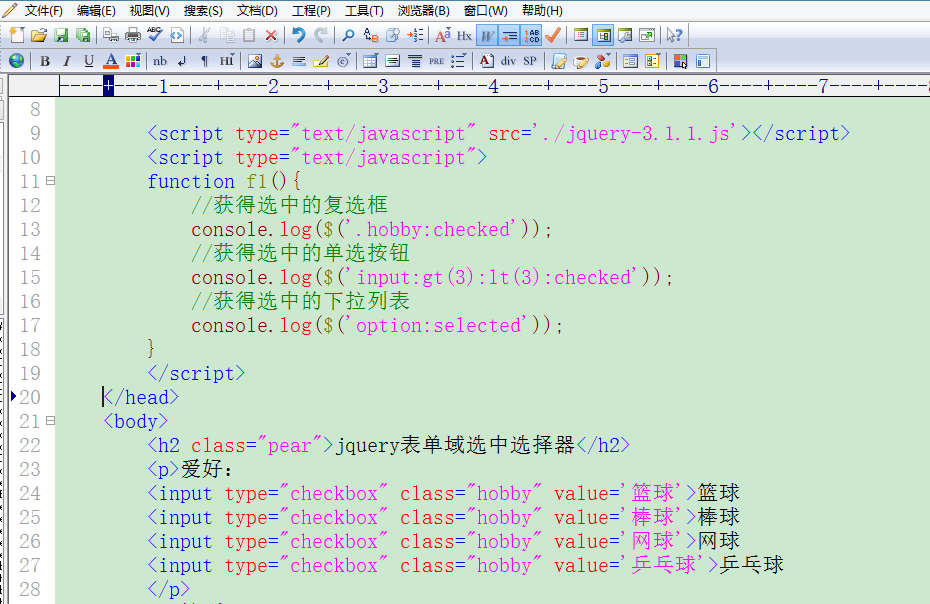 文件(F) 编辑(E) 视图(V) 搜索(S) 文档(D) 工程(P) 工具(T) 浏览器(B) 窗口(W) 帮助(H)
B I U A nb ¶ HI PRE A div SP
----+----1----+----2----+----3----+----4----+----5----+----6----+----7----+----8
8
9 <script type="text/javascript" src='./jquery-3.1.1.js'></script>
10 <script type="text/javascript">
11 function f1(){
12 //获得选中的复选框
13 console.log($('.hobby:checked'));
14 //获得选中的单选按钮
15 console.log($('input:gt(3):lt(3):checked'));
16 //获得选中的下拉列表
17 console.log($('option:selected'));
18 }
19 </script>
20 </head>
21 <body>
22 <h2 class="pear">jquery表单域选中选择器</h2>
23 <p>爱好:
24 <input type="checkbox" class="hobby" value='篮球'>篮球
25 <input type="checkbox" class="hobby" value='棒球'>棒球
26 <input type="checkbox" class="hobby" value='网球'>网球
27 <input type="checkbox" class="hobby" value='乒乓球'>乒乓球
28 </p>